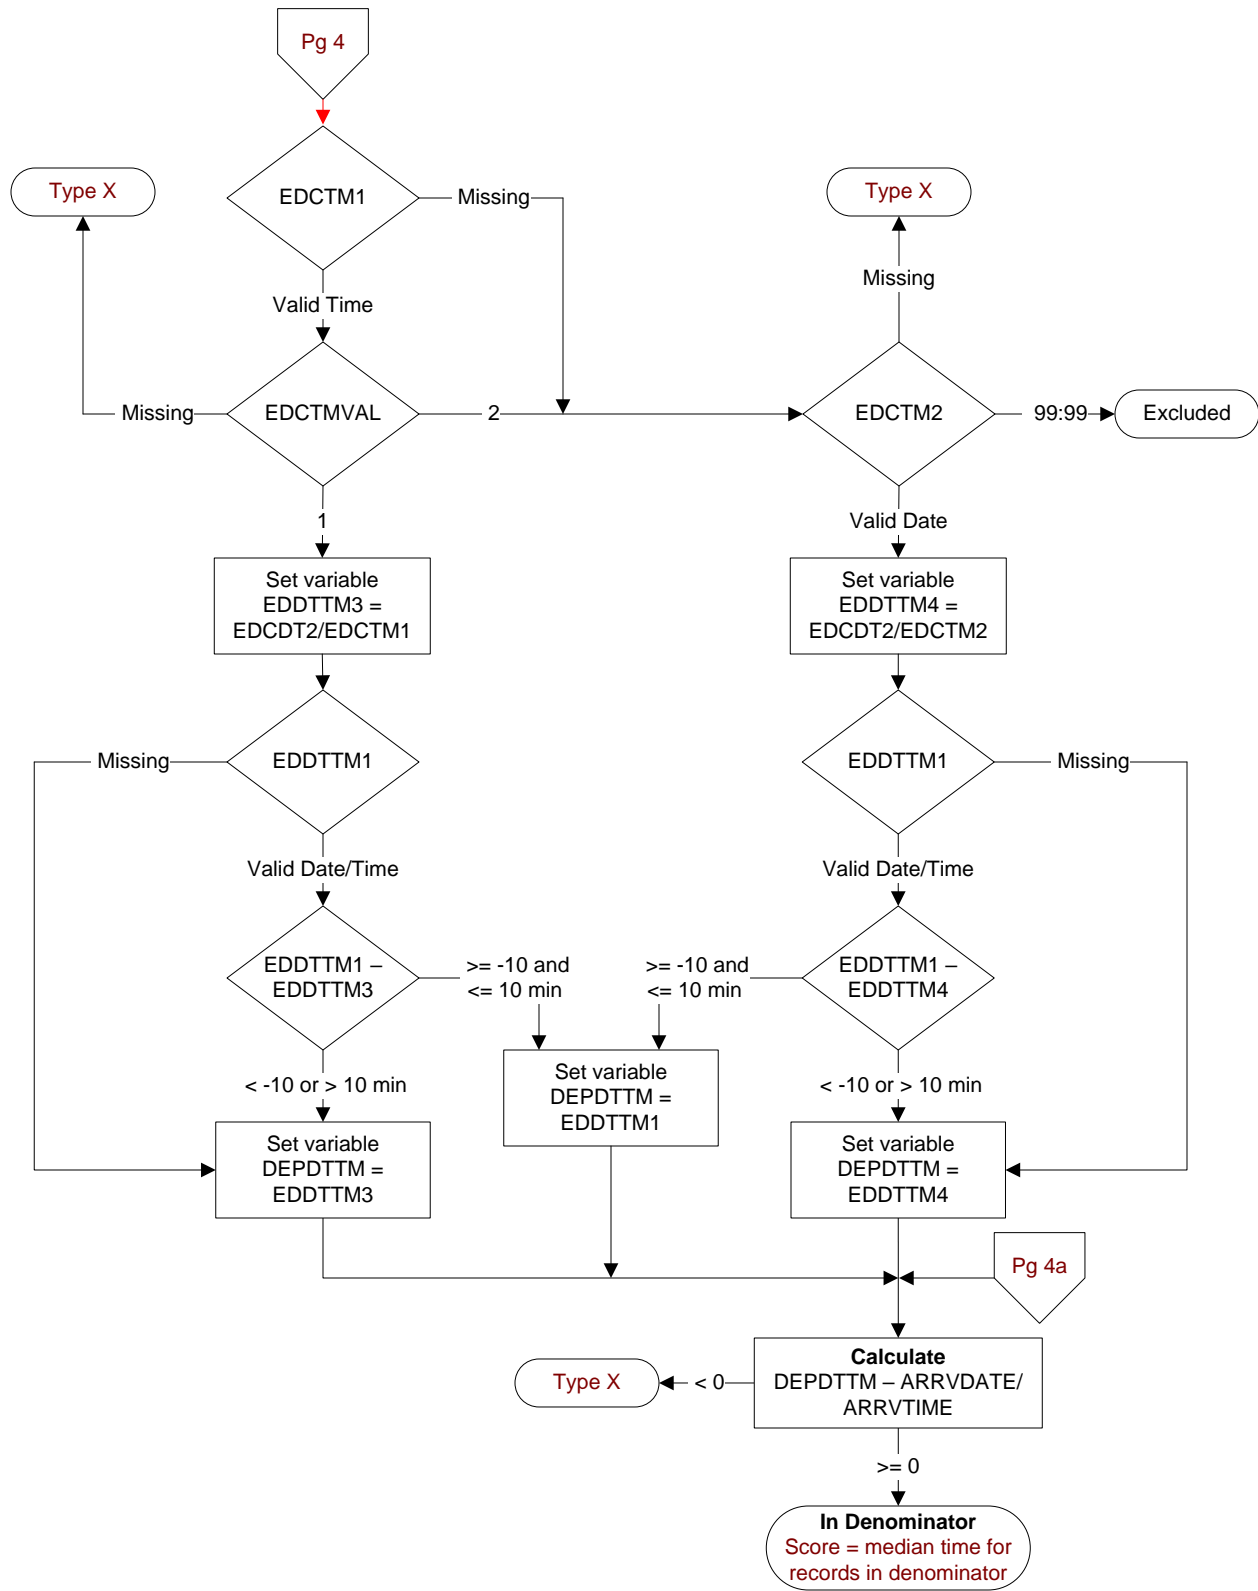 Pg 4
EDCTM1
Missing
Type X
Type X
Missing
Valid Time
EDCTMVAL
Missing
2
EDCTM2
99:99
Excluded
1
Valid Date
Set variable
EDDTTM3 =
EDCDT2/EDCTM1
Set variable
EDDTTM4 =
EDCDT2/EDCTM2
Missing
EDDTTM1
EDDTTM1
Missing
Valid Date/Time
Valid Date/Time
EDDTTM1 –
EDDTTM3
>= -10 and
<= 10 min
>= -10 and
<= 10 min
EDDTTM1 –
EDDTTM4
< -10 or > 10 min
Set variable
DEPDTTM =
EDDTTM1
< -10 or > 10 min
Set variable
DEPDTTM =
EDDTTM3
Set variable
DEPDTTM =
EDDTTM4
Pg 4a
Type X
< 0
Calculate
DEPDTTM – ARRVDATE/
ARRVTIME
>= 0
In Denominator
Score = median time for
records in denominator